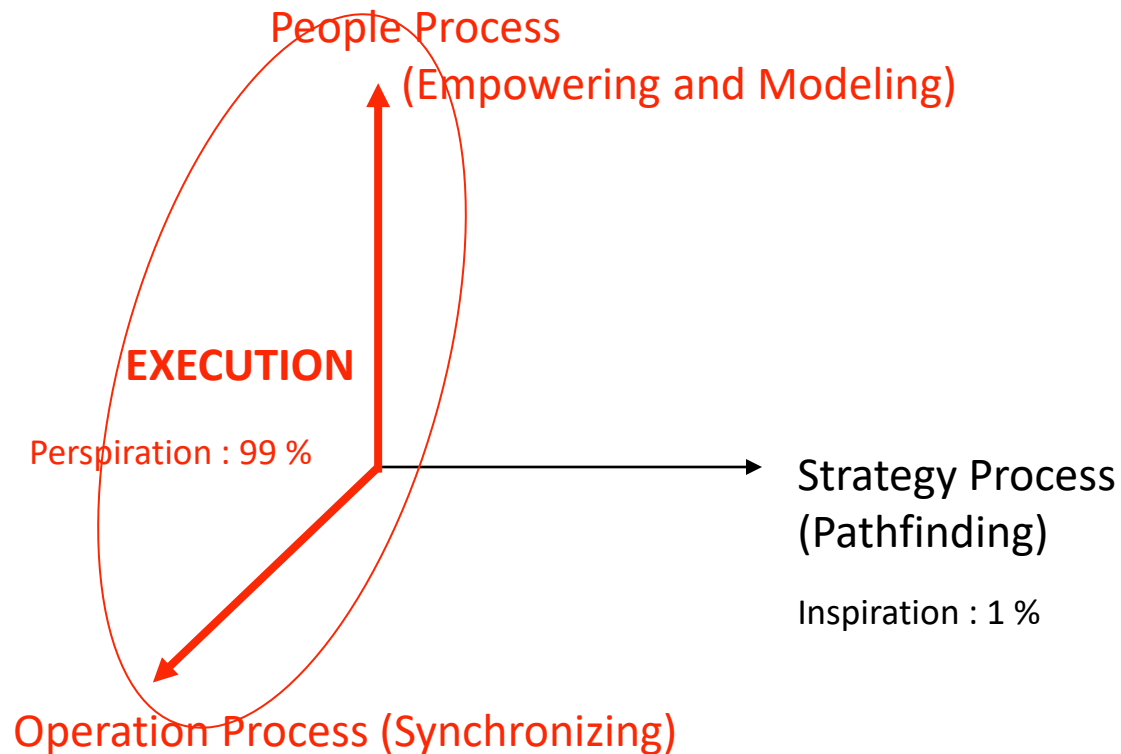 People Process
(Empowering and Modeling)
EXECUTION
Perspiration : 99 %
Strategy Process
(Pathfinding)
Inspiration : 1 %
Operation Process (Synchronizing)